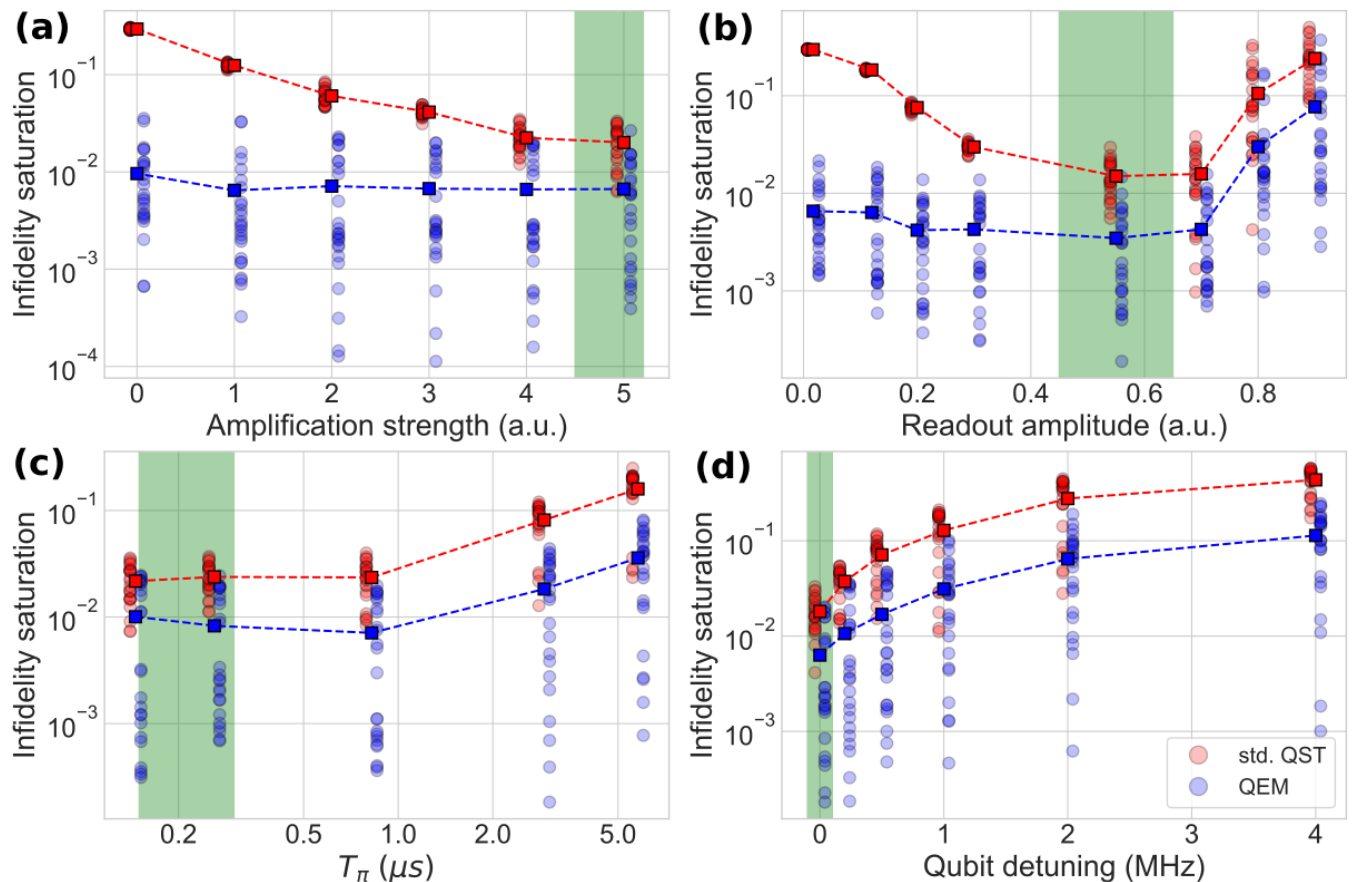 (a)
Infidelity saturation
10⁻¹
10⁻²
10⁻³
10⁻⁴
0 1 2 3 4 5
Amplification strength (a.u.)
(b)
Infidelity saturation
10⁻¹
10⁻²
10⁻³
0.0 0.2 0.4 0.6 0.8
Readout amplitude (a.u.)
(c)
Infidelity saturation
10⁻¹
10⁻²
10⁻³
0.2 0.5 1.0 2.0 5.0
T_π (μs)
(d)
Infidelity saturation
10⁻¹
10⁻²
10⁻³
0 1 2 3 4
Qubit detuning (MHz)
std. QST
QEM